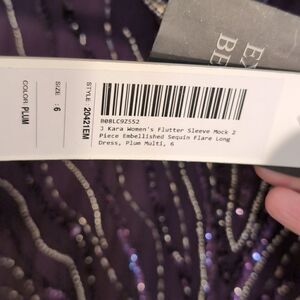 STYLE 20421EM
SIZE 6
COLOR PLUM
B08LC9Z552
J Kara Women's Flutter Sleeve Mock 2
Piece Embellished Sequin Flare Long
Dress, Plum Multi, 6